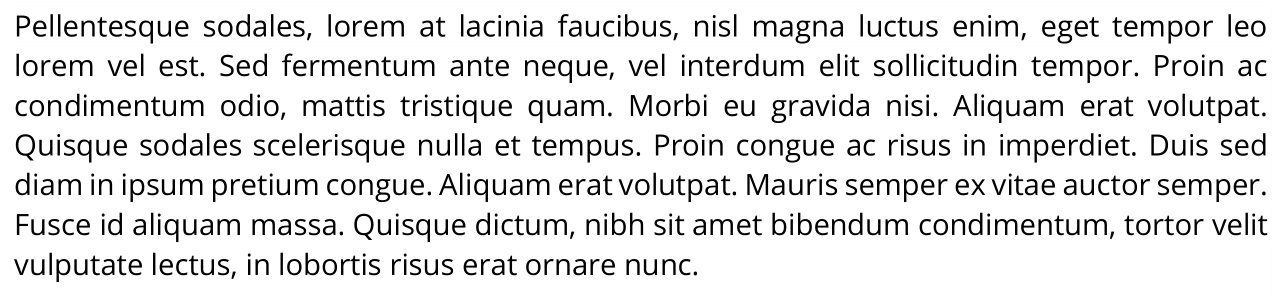 Pellentesque sodales, lorem at lacinia faucibus, nisl magna luctus enim, eget tempor leo
lorem vel est. Sed fermentum ante neque, vel interdum elit sollicitudin tempor. Proin ac
condimentum odio, mattis tristique quam. Morbi eu gravida nisi. Aliquam erat volutpat.
Quisque sodales scelerisque nulla et tempus. Proin congue ac risus in imperdiet. Duis sed
diam in ipsum pretium congue. Aliquam erat volutpat. Mauris semper ex vitae auctor semper.
Fusce id aliquam massa. Quisque dictum, nibh sit amet bibendum condimentum, tortor velit
vulputate lectus, in lobortis risus erat ornare nunc.